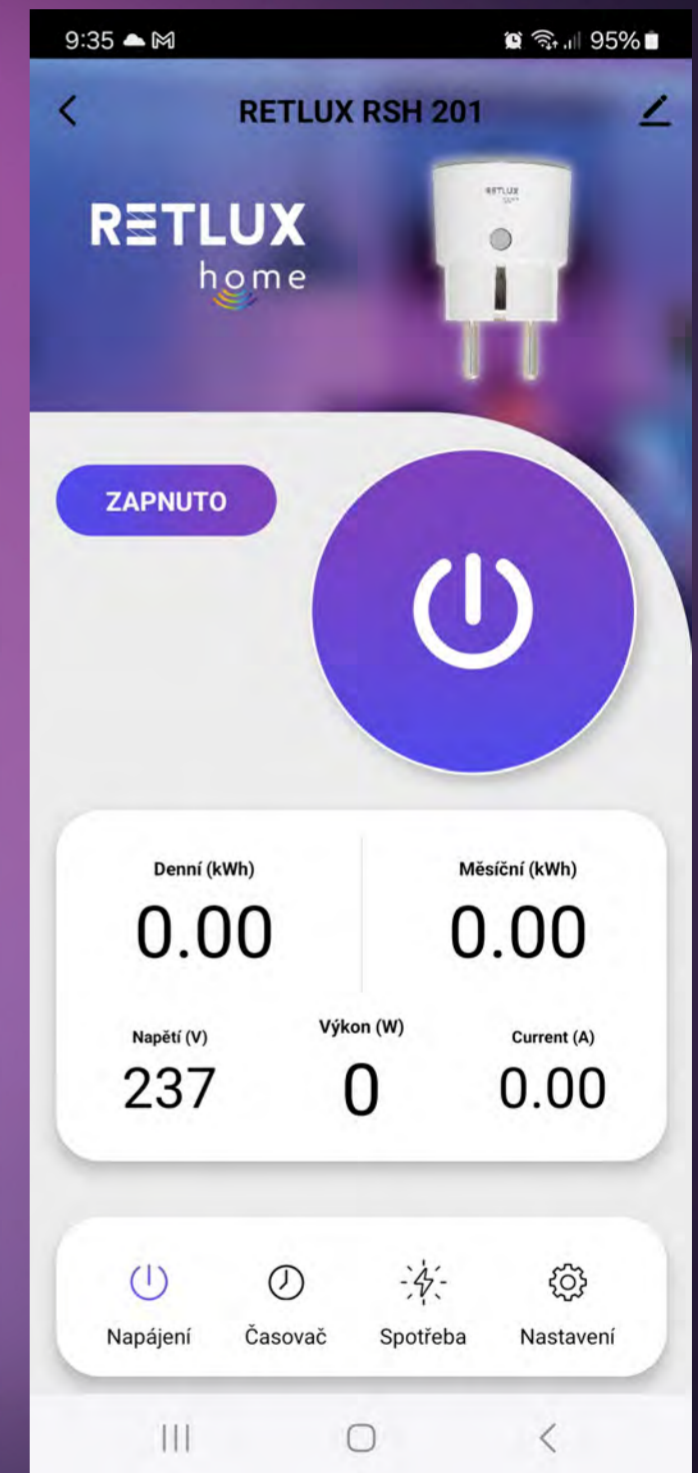 9:35
95%
RETLUX RSH 201
RETLUX
home
RETLUX
ZAPNUTO
Denní (kWh)
Měsíční (kWh)
0.00
0.00
Napětí (V)
Výkon (W)
Current (A)
237
0
0.00
Napájení
Časovač
Spotřeba
Nastavení